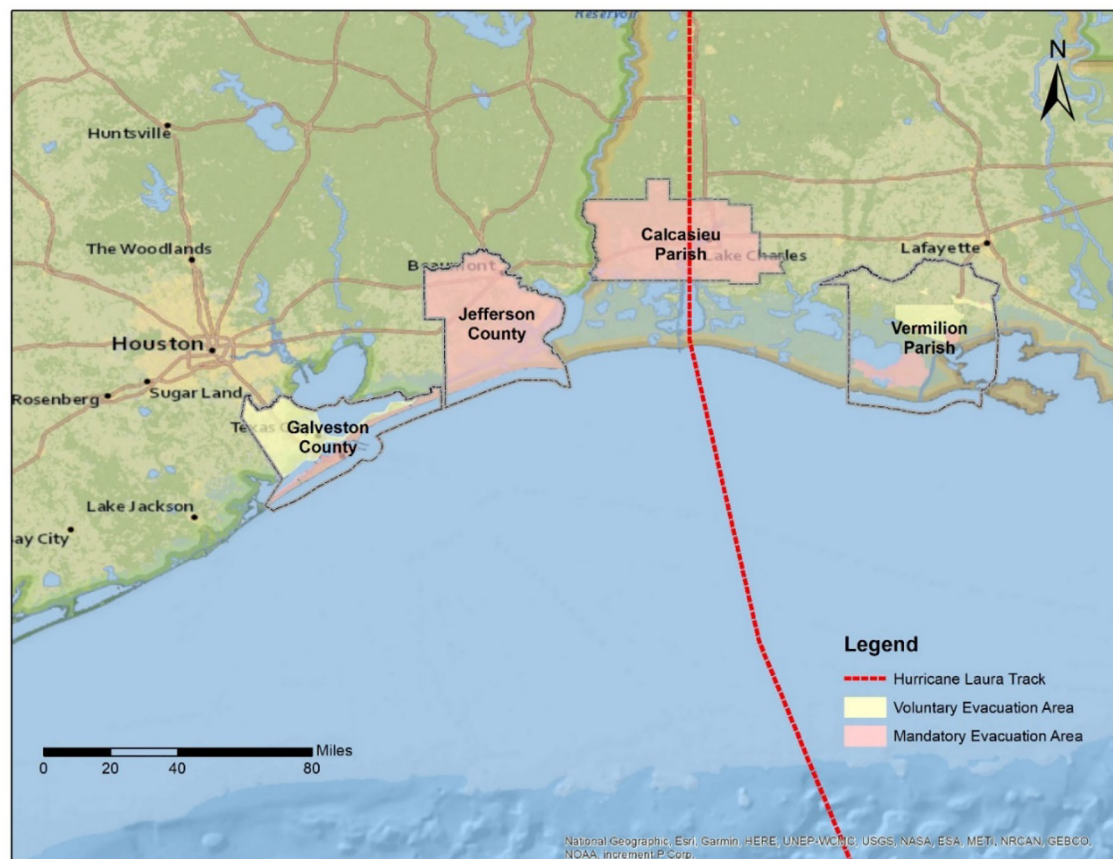 Reservoir
N
Huntsville
The Woodlands
Calcasieu
Parish
Lake Charles
Lafayette
Beaumont
Jefferson
County
Vermilion
Parish
Houston
Sugar Land
Rosenberg
Texas C
Galveston
County
Lake Jackson
ay City
Legend
Hurricane Laura Track
Voluntary Evacuation Area
Mandatory Evacuation Area
Miles
0 20 40 80
National Geographic, Esri, Garmin, HERE, UNEP-WCMC, USGS, NASA, ESA, METI, NRCAN, GEBCO,
NOAA, increment P Corp.